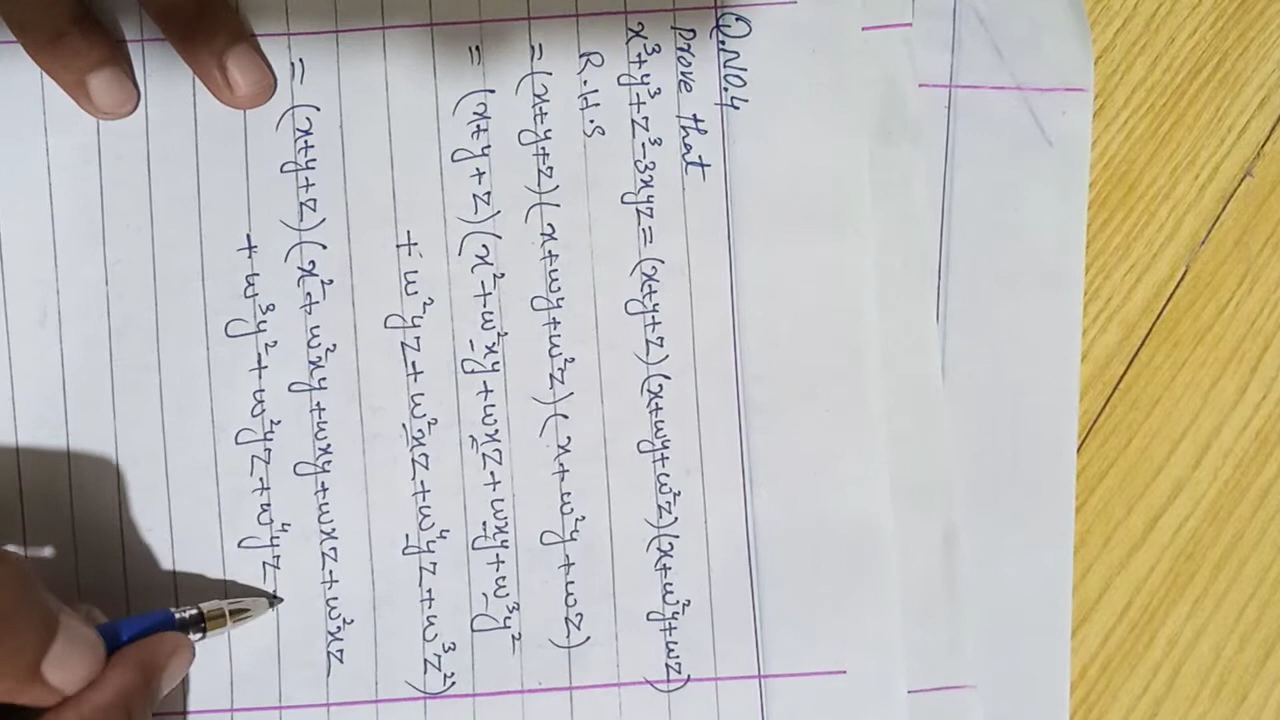 Q.NO.4
Prove that
x³+y³+z³-3xyz=(x+y+z)(x+ωy+ω²z)(x+ω²y+ωz)
R.H.S
=(x+y+z)(x+ωy+ω²z)(x+ω²y+ωz)
=(x+y+z)(x²+ω²xy+ωxz+ωxy+ω³y²
+ω²yz+ω²xz+ω⁴yz+ω³z²)
=(x+y+z)(x²+ω²xy+ωxy+ωxz+ω²xz
+ω³y²+ω²yz+ω⁴yz